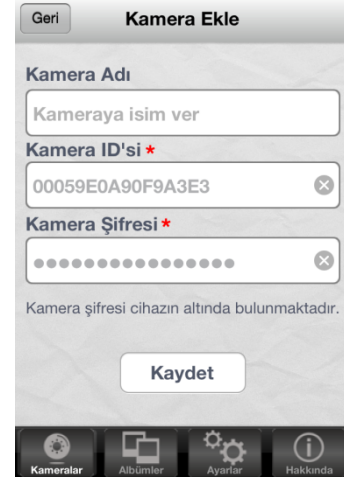 Geri Kamera Ekle
Kamera Adı
Kameraya isim ver
Kamera ID'si *
00059E0A90F9A3E3
Kamera Şifresi *
●●●●●●●●●●●●●●●●
Kamera şifresi cihazın altında bulunmaktadır.
Kaydet
Kameralar Albümler Ayarlar Hakkında